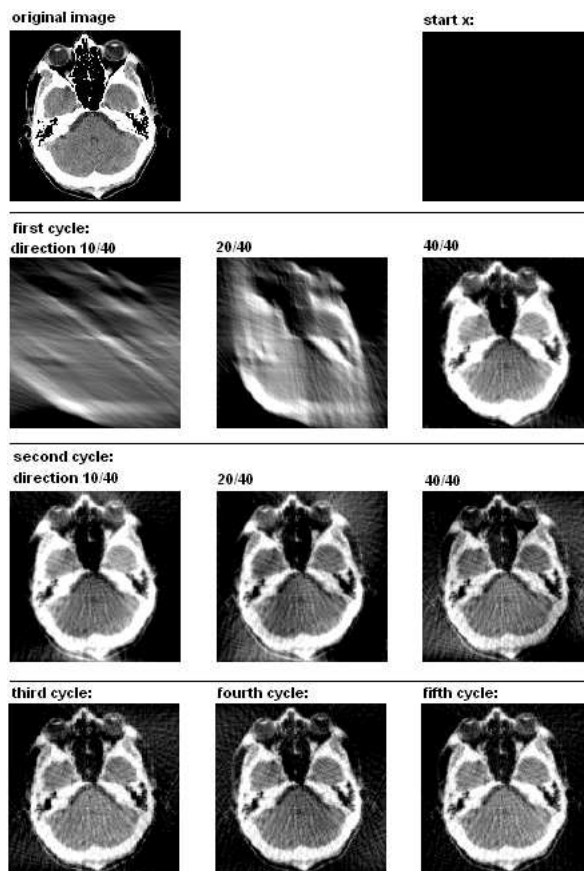 original image
start x:
first cycle:
direction 10/40
20/40
40/40
second cycle:
direction 10/40
20/40
40/40
third cycle:
fourth cycle:
fifth cycle: